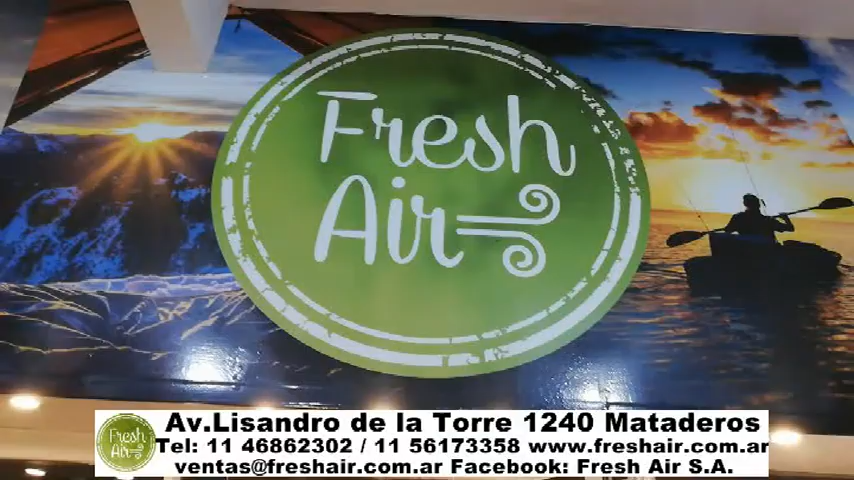 Fresh
Air
Fresh
Air
Av.Lisandro de la Torre 1240 Mataderos
Tel: 11 46862302 / 11 56173358 www.freshair.com.ar
ventas@freshair.com.ar Facebook: Fresh Air S.A.